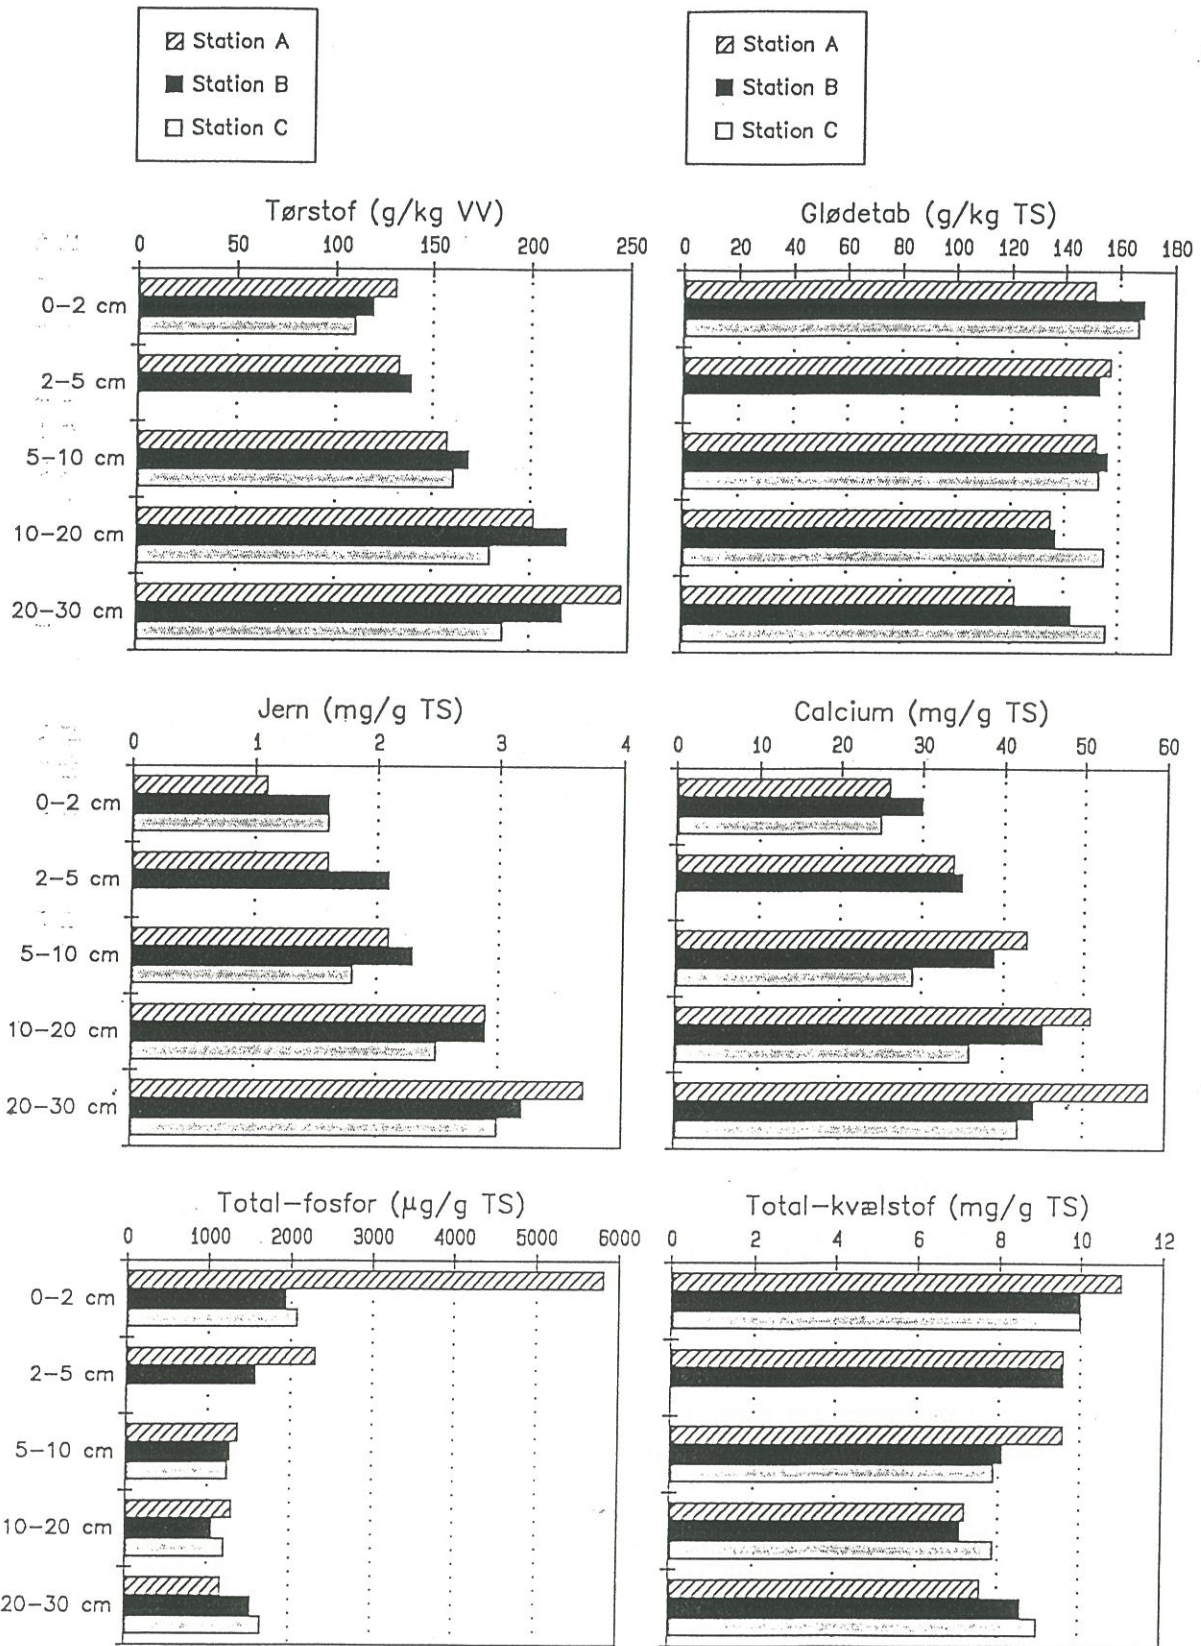 Station A
Station B
Station C
Station A
Station B
Station C
Tørstof (g/kg VV)
0 50 100 150 200 250
0-2 cm
2-5 cm
5-10 cm
10-20 cm
20-30 cm
Glødetab (g/kg TS)
0 20 40 60 80 100 120 140 160 180
Jern (mg/g TS)
0 1 2 3 4
0-2 cm
2-5 cm
5-10 cm
10-20 cm
20-30 cm
Calcium (mg/g TS)
0 10 20 30 40 50 60
Total-fosfor (µg/g TS)
0 1000 2000 3000 4000 5000 6000
0-2 cm
2-5 cm
5-10 cm
10-20 cm
20-30 cm
Total-kvælstof (mg/g TS)
0 2 4 6 8 10 12